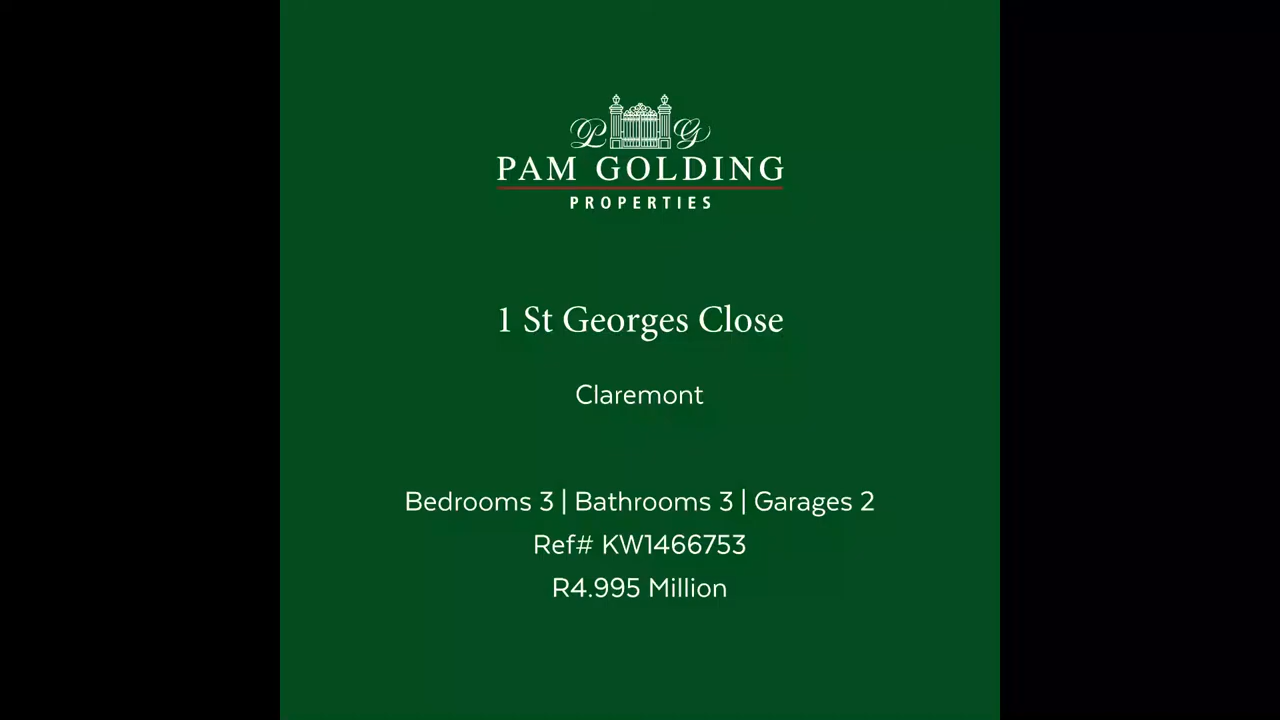 P G
PAM GOLDING
PROPERTIES
1 St Georges Close
Claremont
Bedrooms 3 | Bathrooms 3 | Garages 2
Ref# KW1466753
R4.995 Million